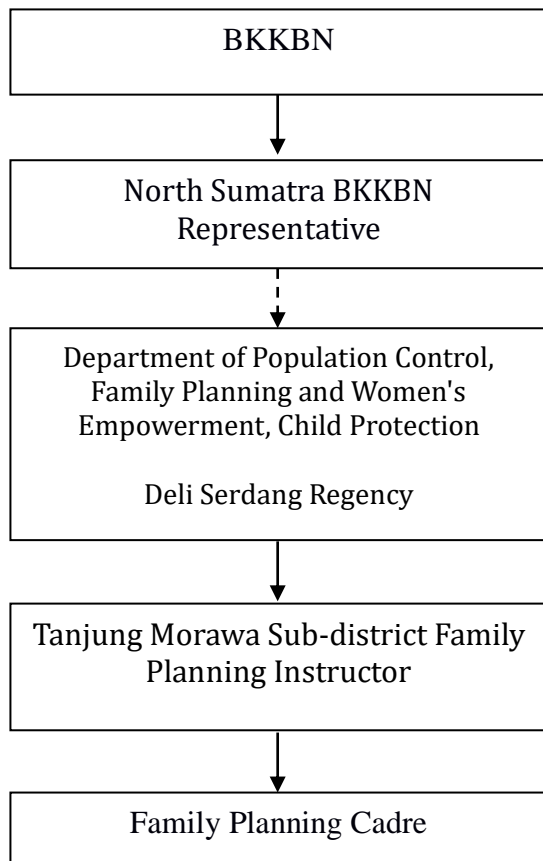 BKKBN
North Sumatra BKKBN
Representative
Department of Population Control,
Family Planning and Women's
Empowerment, Child Protection
Deli Serdang Regency
Tanjung Morawa Sub-district Family
Planning Instructor
Family Planning Cadre